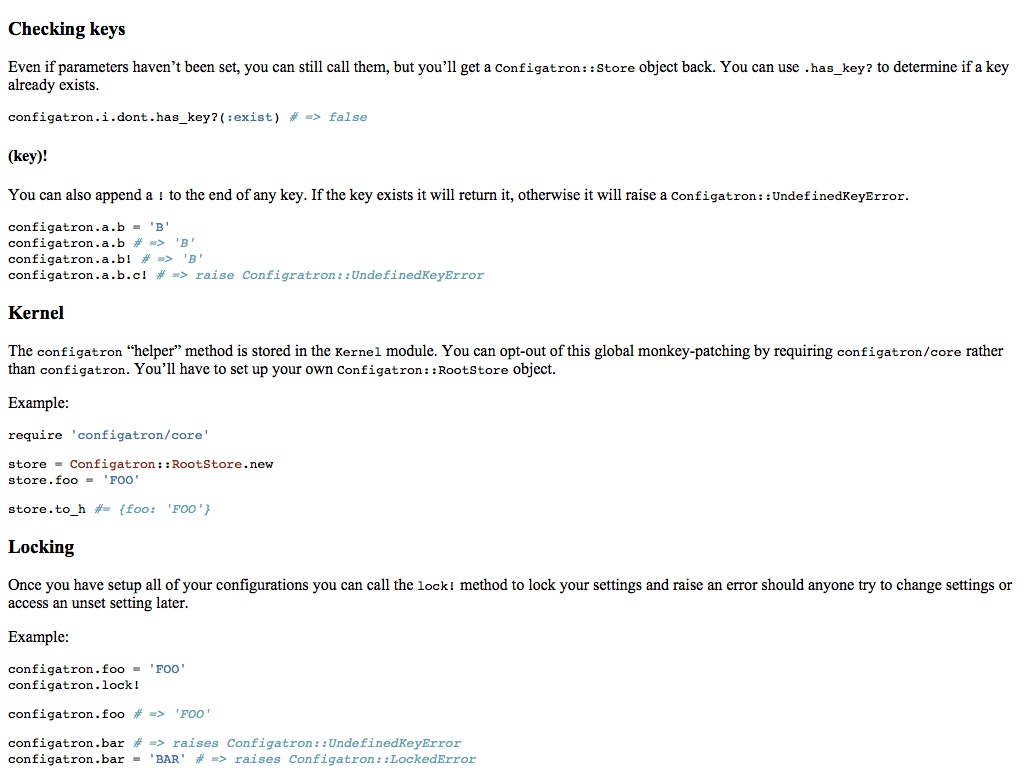 Checking keys
Even if parameters haven’t been set, you can still call them, but you’ll get a Configatron::Store object back. You can use .has_key? to determine if a key
already exists.
configatron.i.dont.has_key?(:exist) # => false
(key)!
You can also append a ! to the end of any key. If the key exists it will return it, otherwise it will raise a Configatron::UndefinedKeyError.
configatron.a.b = 'B'
configatron.a.b # => 'B'
configatron.a.b! # => 'B'
configatron.a.b.c! # => raise Configratron::UndefinedKeyError
Kernel
The configatron “helper” method is stored in the Kernel module. You can opt-out of this global monkey-patching by requiring configatron/core rather
than configatron. You’ll have to set up your own Configatron::RootStore object.
Example:
require 'configatron/core'
store = Configatron::RootStore.new
store.foo = 'FOO'
store.to_h #= {foo: 'FOO'}
Locking
Once you have setup all of your configurations you can call the lock! method to lock your settings and raise an error should anyone try to change settings or
access an unset setting later.
Example:
configatron.foo = 'FOO'
configatron.lock!
configatron.foo # => 'FOO'
configatron.bar # => raises Configatron::UndefinedKeyError
configatron.bar = 'BAR' # => raises Configatron::LockedError